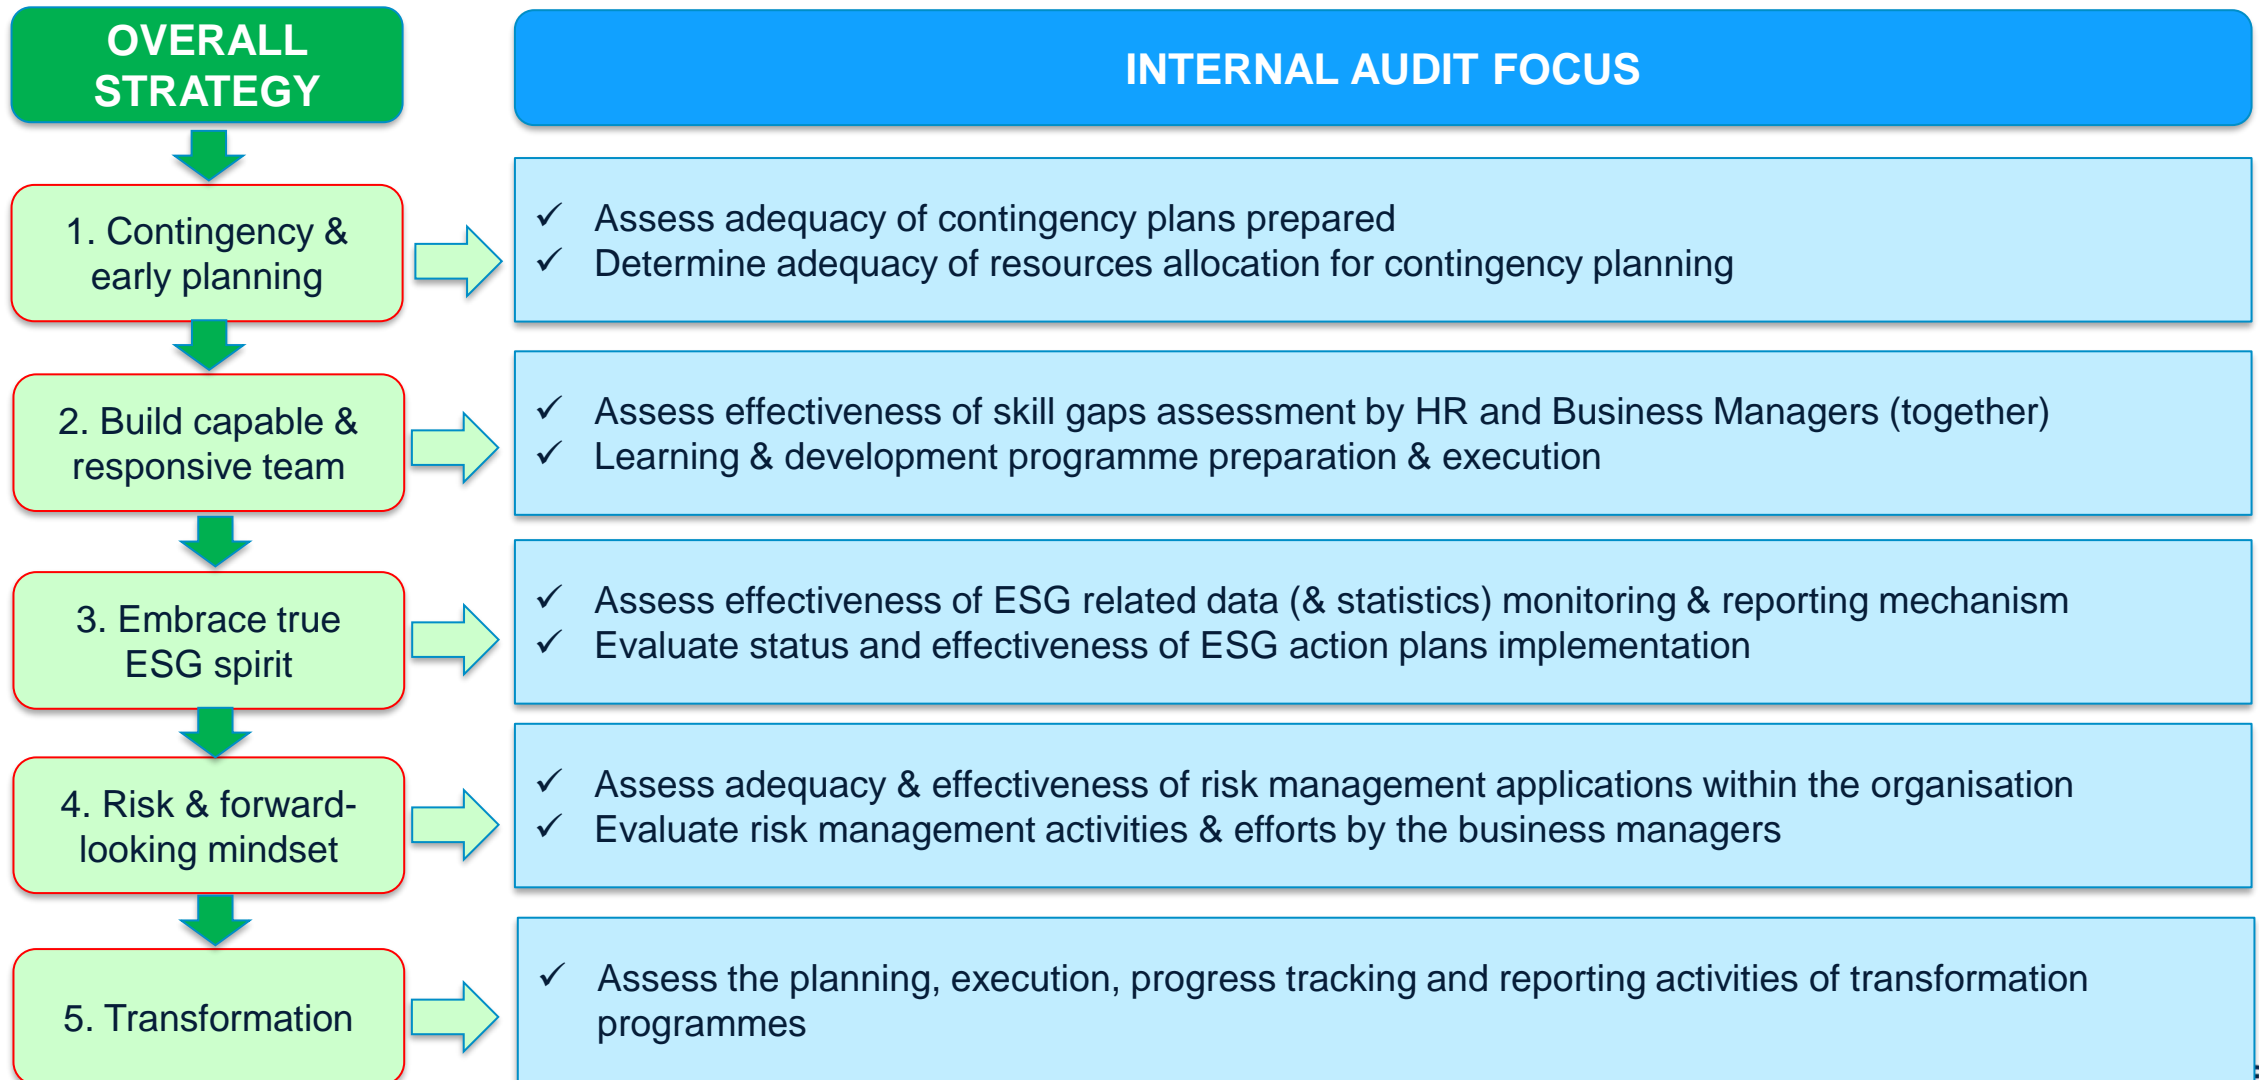 OVERALL
STRATEGY
INTERNAL AUDIT FOCUS
1. Contingency &
early planning
✓ Assess adequacy of contingency plans prepared
✓ Determine adequacy of resources allocation for contingency planning
2. Build capable &
responsive team
✓ Assess effectiveness of skill gaps assessment by HR and Business Managers (together)
✓ Learning & development programme preparation & execution
3. Embrace true
ESG spirit
✓ Assess effectiveness of ESG related data (& statistics) monitoring & reporting mechanism
✓ Evaluate status and effectiveness of ESG action plans implementation
4. Risk & forward-
looking mindset
✓ Assess adequacy & effectiveness of risk management applications within the organisation
✓ Evaluate risk management activities & efforts by the business managers
5. Transformation
✓ Assess the planning, execution, progress tracking and reporting activities of transformation
programmes